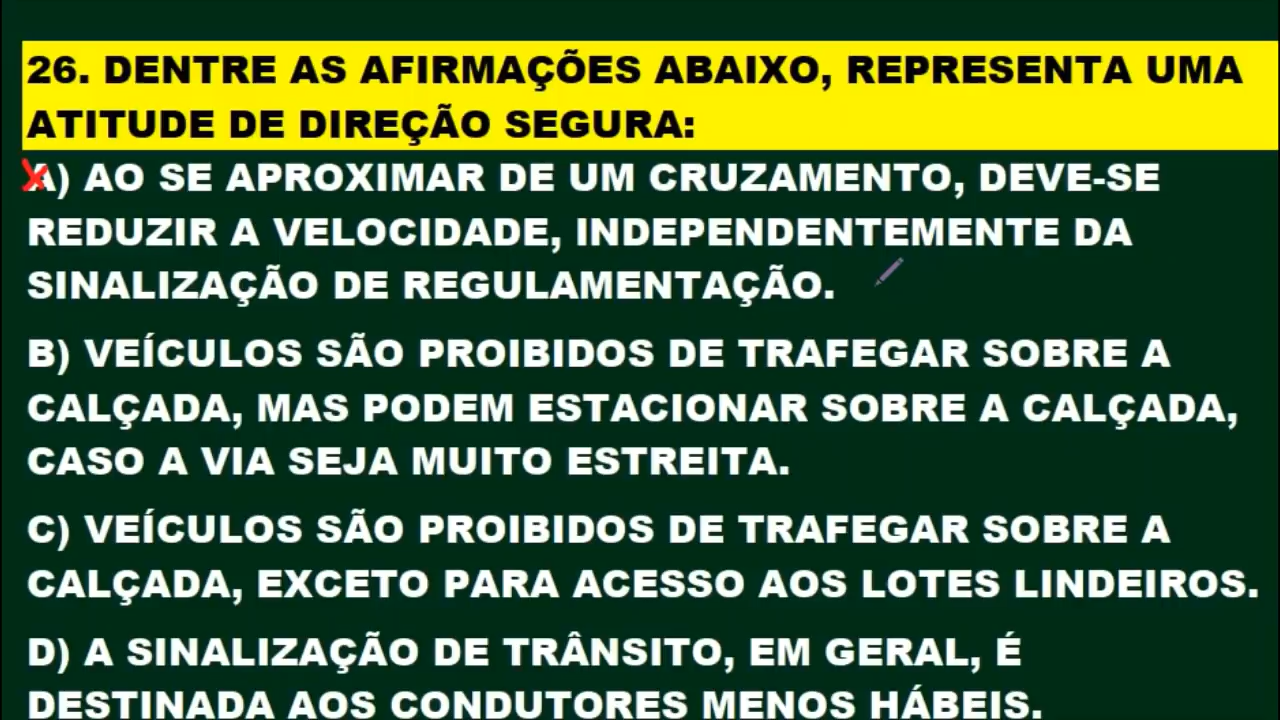 26. DENTRE AS AFIRMAÇÕES ABAIXO, REPRESENTA UMA
ATITUDE DE DIREÇÃO SEGURA:
A) AO SE APROXIMAR DE UM CRUZAMENTO, DEVE-SE
REDUZIR A VELOCIDADE, INDEPENDENTEMENTE DA
SINALIZAÇÃO DE REGULAMENTAÇÃO.
B) VEÍCULOS SÃO PROIBIDOS DE TRAFEGAR SOBRE A
CALÇADA, MAS PODEM ESTACIONAR SOBRE A CALÇADA,
CASO A VIA SEJA MUITO ESTREITA.
C) VEÍCULOS SÃO PROIBIDOS DE TRAFEGAR SOBRE A
CALÇADA, EXCETO PARA ACESSO AOS LOTES LINDEIROS.
D) A SINALIZAÇÃO DE TRÂNSITO, EM GERAL, É
DESTINADA AOS CONDUTORES MENOS HÁBEIS.